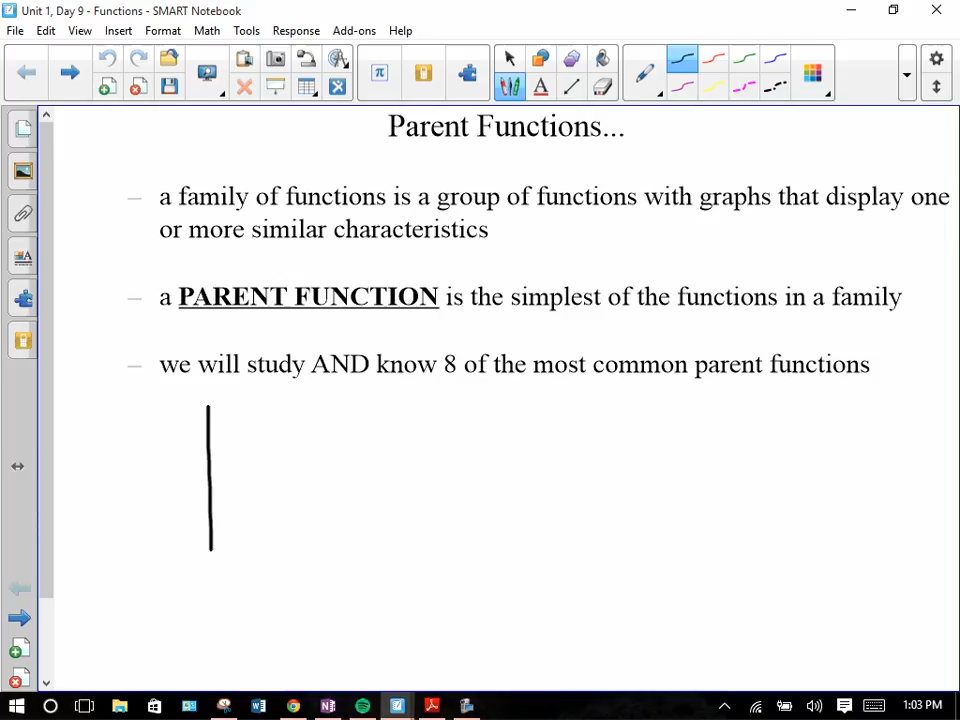 Unit 1, Day 9 - Functions - SMART Notebook
File Edit View Insert Format Math Tools Response Add-ons Help
Parent Functions...
– a family of functions is a group of functions with graphs that display one
or more similar characteristics
– a PARENT FUNCTION is the simplest of the functions in a family
– we will study AND know 8 of the most common parent functions
1:03 PM